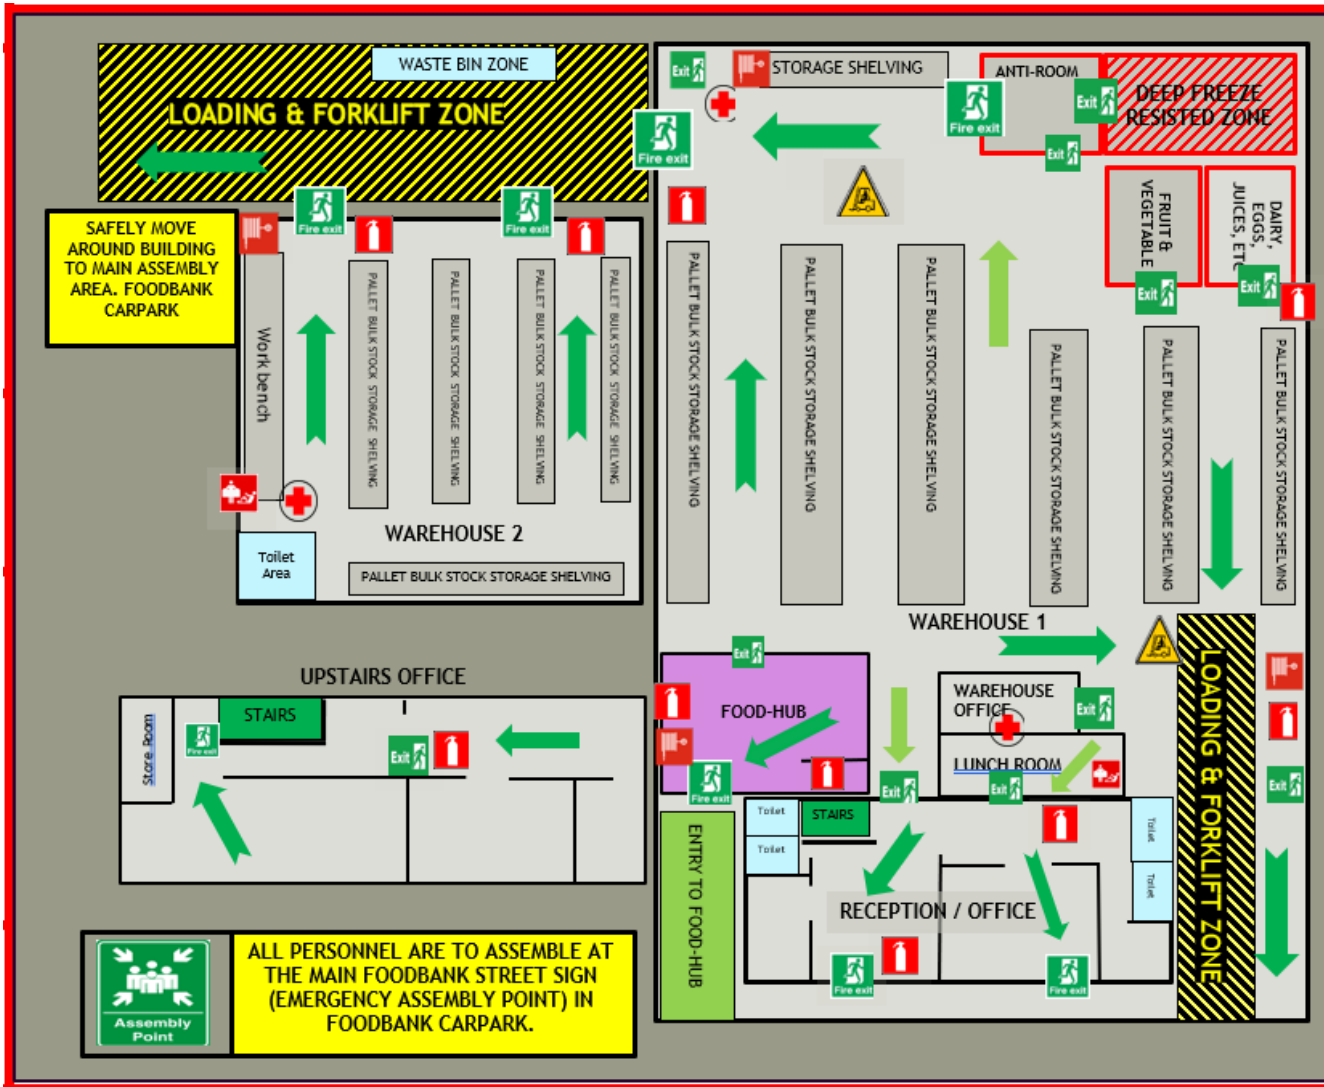 WASTE BIN ZONE
LOADING & FORKLIFT ZONE
Exit
STORAGE SHELVING
ANTI-ROOM
Fire exit
Fire exit
Exit
Exit
DEEP FREEZE
RESISTED ZONE
SAFELY MOVE
AROUND BUILDING
TO MAIN ASSEMBLY
AREA. FOODBANK
CARPARK
Fire exit
Fire exit
FRUIT &
VEGETABLE
DAIRY,
EGGS,
JUICES, ETC
Exit
Exit
Work bench
PALLET BULK STOCK STORAGE SHELVING
PALLET BULK STOCK STORAGE SHELVING
PALLET BULK STOCK STORAGE SHELVING
PALLET BULK STOCK STORAGE SHELVING
PALLET BULK STOCK STORAGE SHELVING
PALLET BULK STOCK STORAGE SHELVING
PALLET BULK STOCK STORAGE SHELVING
PALLET BULK STOCK STORAGE SHELVING
PALLET BULK STOCK STORAGE SHELVING
PALLET BULK STOCK STORAGE SHELVING
WAREHOUSE 2
Toilet
Area
PALLET BULK STOCK STORAGE SHELVING
WAREHOUSE 1
UPSTAIRS OFFICE
Store Room
STAIRS
Fire exit
Exit
Exit
FOOD-HUB
Fire exit
WAREHOUSE
OFFICE
Exit
LUNCH ROOM
Exit
Exit
LOADING & FORKLIFT ZONE
Exit
ENTRY TO FOOD-HUB
Toilet
Toilet
STAIRS
Toilet
Toilet
RECEPTION / OFFICE
Fire exit
Fire exit
Assembly
Point
ALL PERSONNEL ARE TO ASSEMBLE AT
THE MAIN FOODBANK STREET SIGN
(EMERGENCY ASSEMBLY POINT) IN
FOODBANK CARPARK.